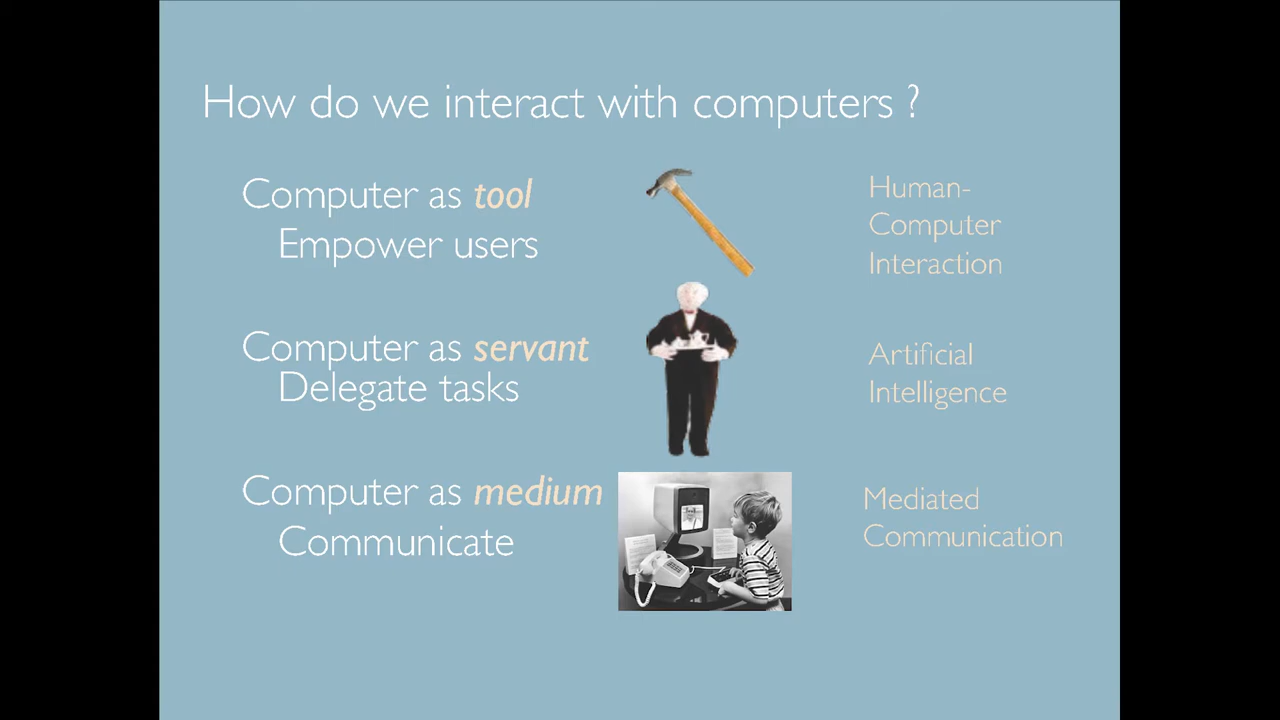 How do we interact with computers ?
Computer as tool
Empower users
Human-
Computer
Interaction
Computer as servant
Delegate tasks
Artificial
Intelligence
Computer as medium
Communicate
Mediated
Communication